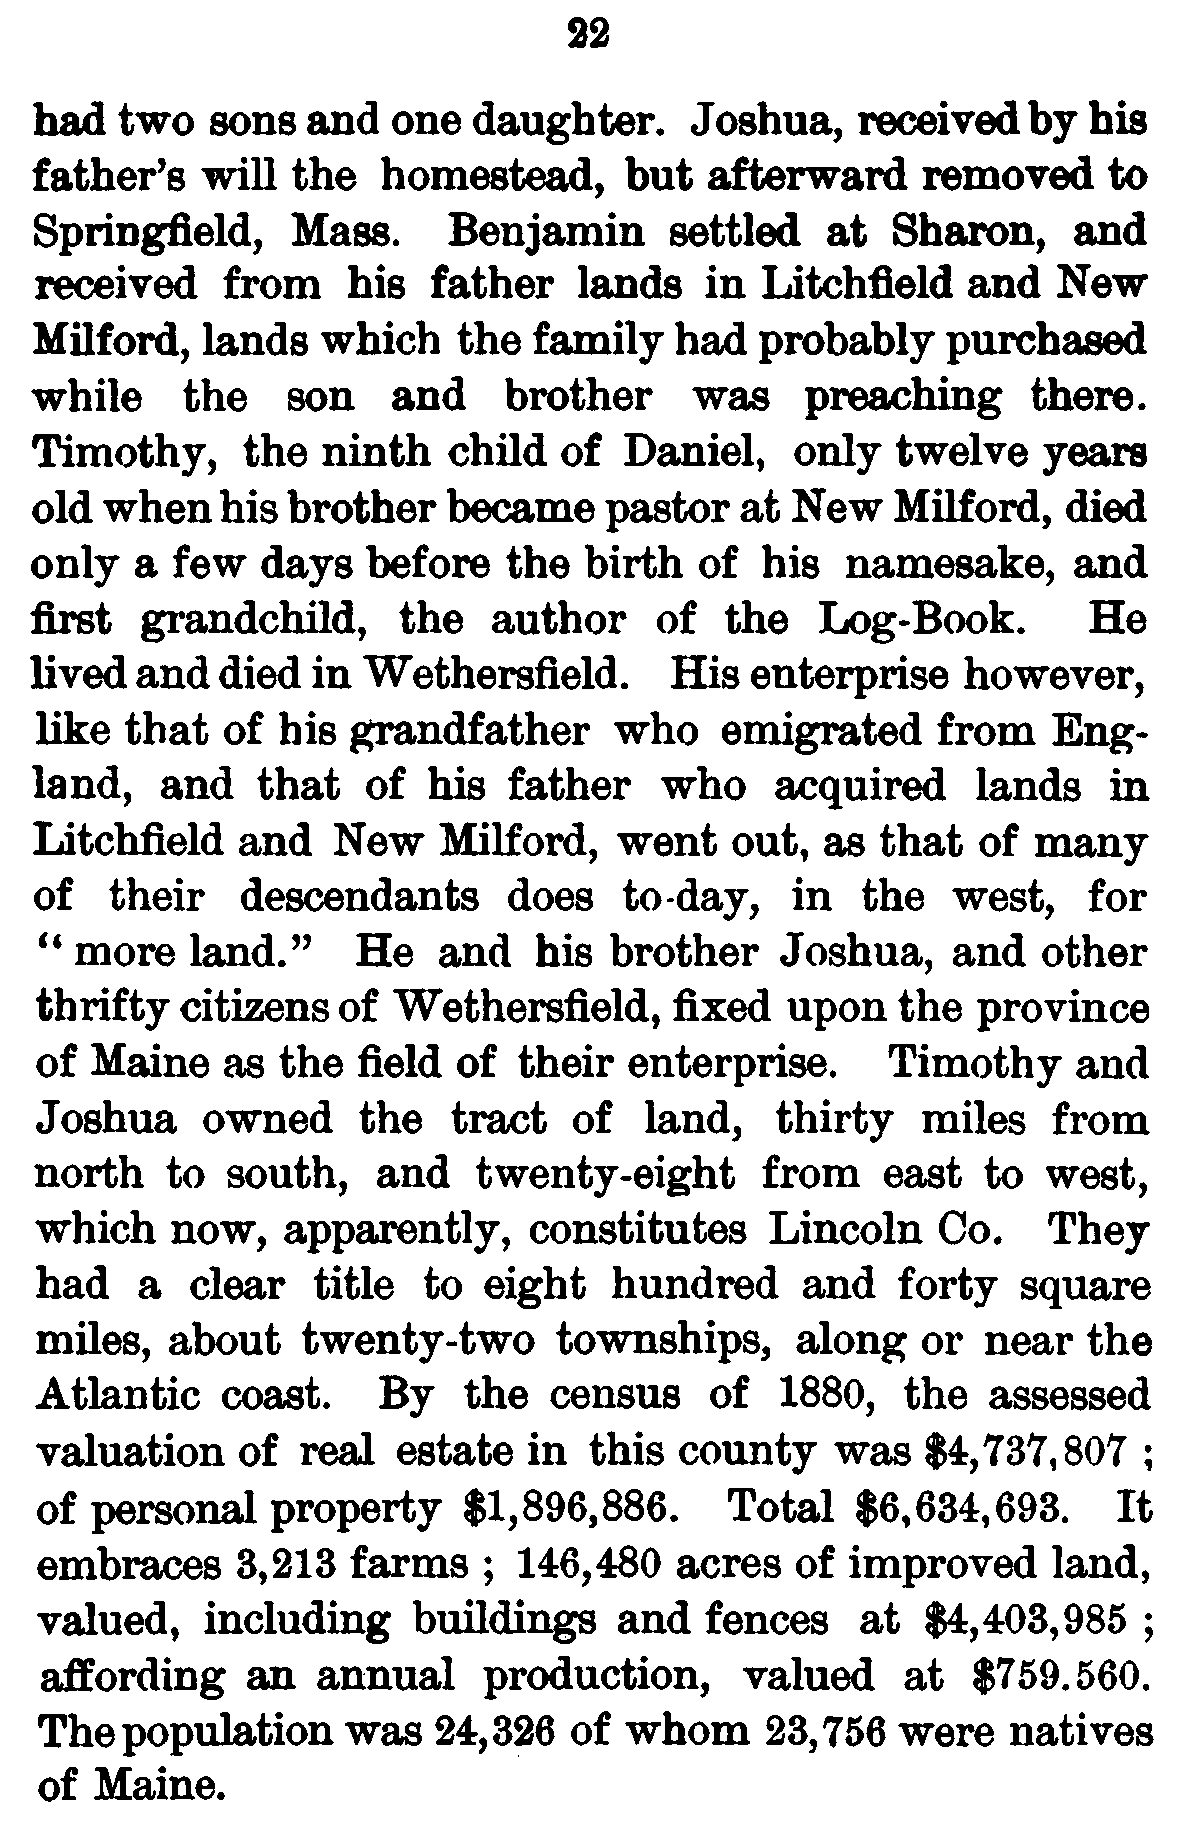 22
had two sons and one daughter. Joshua, received by his
father's will the homestead, but afterward removed to
Springfield, Mass. Benjamin settled at Sharon, and
received from his father lands in Litchfield and New
Milford, lands which the family had probably purchased
while the son and brother was preaching there.
Timothy, the ninth child of Daniel, only twelve years
old when his brother became pastor at New Milford, died
only a few days before the birth of his namesake, and
first grandchild, the author of the Log-Book. He
lived and died in Wethersfield. His enterprise however,
like that of his grandfather who emigrated from Eng-
land, and that of his father who acquired lands in
Litchfield and New Milford, went out, as that of many
of their descendants does to-day, in the west, for
“ more land.” He and his brother Joshua, and other
thrifty citizens of Wethersfield, fixed upon the province
of Maine as the field of their enterprise. Timothy and
Joshua owned the tract of land, thirty miles from
north to south, and twenty-eight from east to west,
which now, apparently, constitutes Lincoln Co. They
had a clear title to eight hundred and forty square
miles, about twenty-two townships, along or near the
Atlantic coast. By the census of 1880, the assessed
valuation of real estate in this county was $4,737,807 ;
of personal property $1,896,886. Total $6,634,693. It
embraces 3,213 farms ; 146,480 acres of improved land,
valued, including buildings and fences at $4,403,985 ;
affording an annual production, valued at $759.560.
The population was 24,326 of whom 23,756 were natives
of Maine.